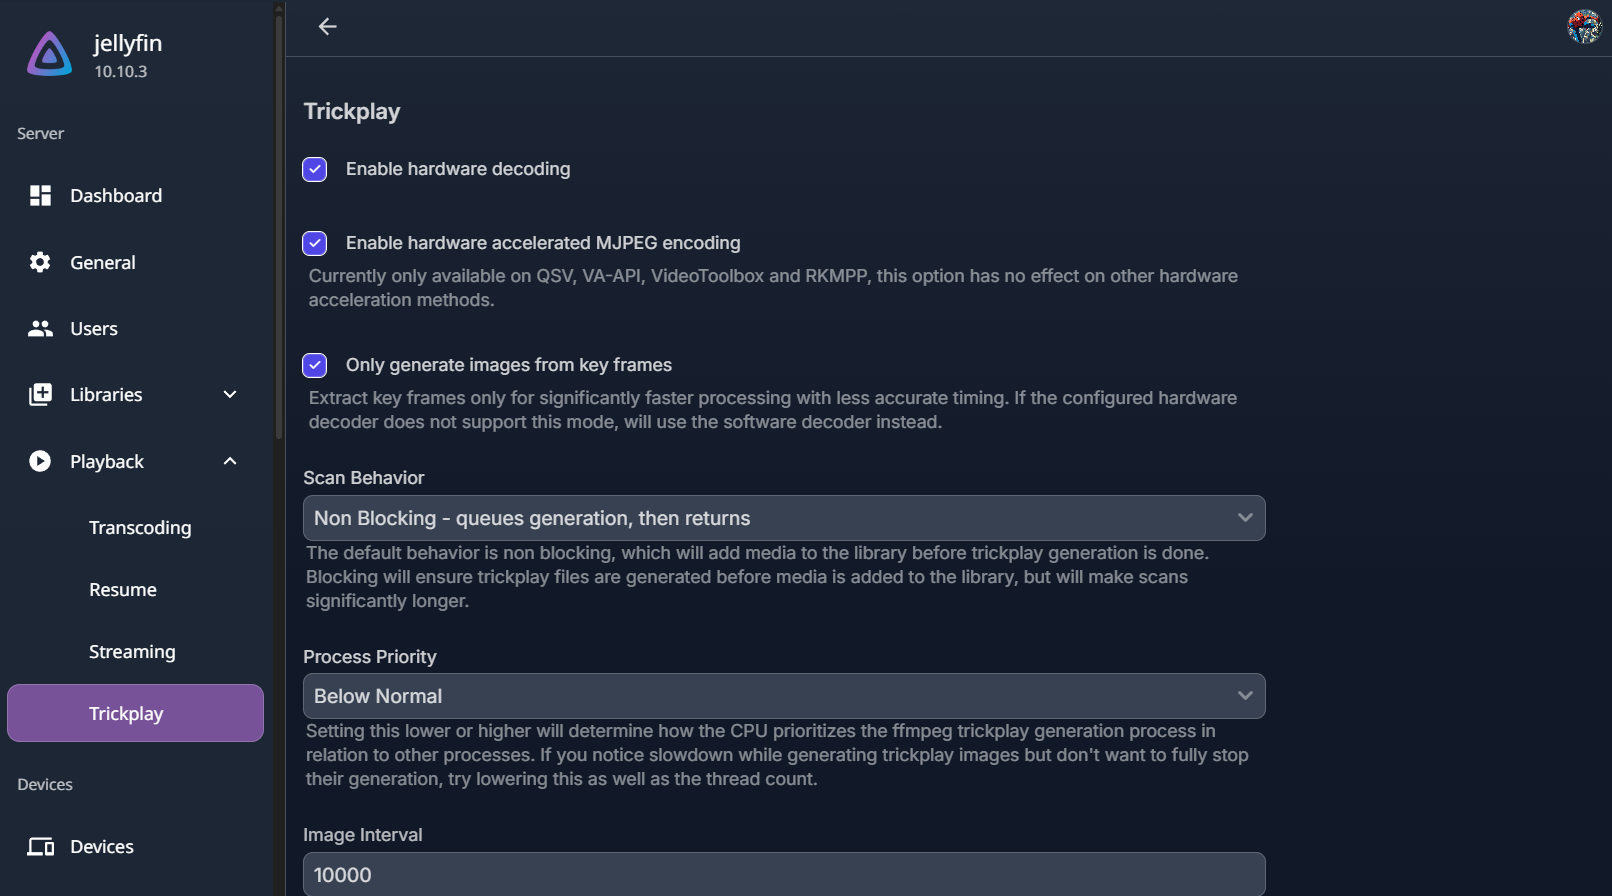 jellyfin
10.10.3
Server
Dashboard
General
Users
Libraries
Playback
Transcoding
Resume
Streaming
Trickplay
Devices
Devices
Trickplay
Enable hardware decoding
Enable hardware accelerated MJPEG encoding
Currently only available on QSV, VA-API, VideoToolbox and RKMPP, this option has no effect on other hardware
acceleration methods.
Only generate images from key frames
Extract key frames only for significantly faster processing with less accurate timing. If the configured hardware
decoder does not support this mode, will use the software decoder instead.
Scan Behavior
Non Blocking - queues generation, then returns
The default behavior is non blocking, which will add media to the library before trickplay generation is done.
Blocking will ensure trickplay files are generated before media is added to the library, but will make scans
significantly longer.
Process Priority
Below Normal
Setting this lower or higher will determine how the CPU prioritizes the ffmpeg trickplay generation process in
relation to other processes. If you notice slowdown while generating trickplay images but don't want to fully stop
their generation, try lowering this as well as the thread count.
Image Interval
10000